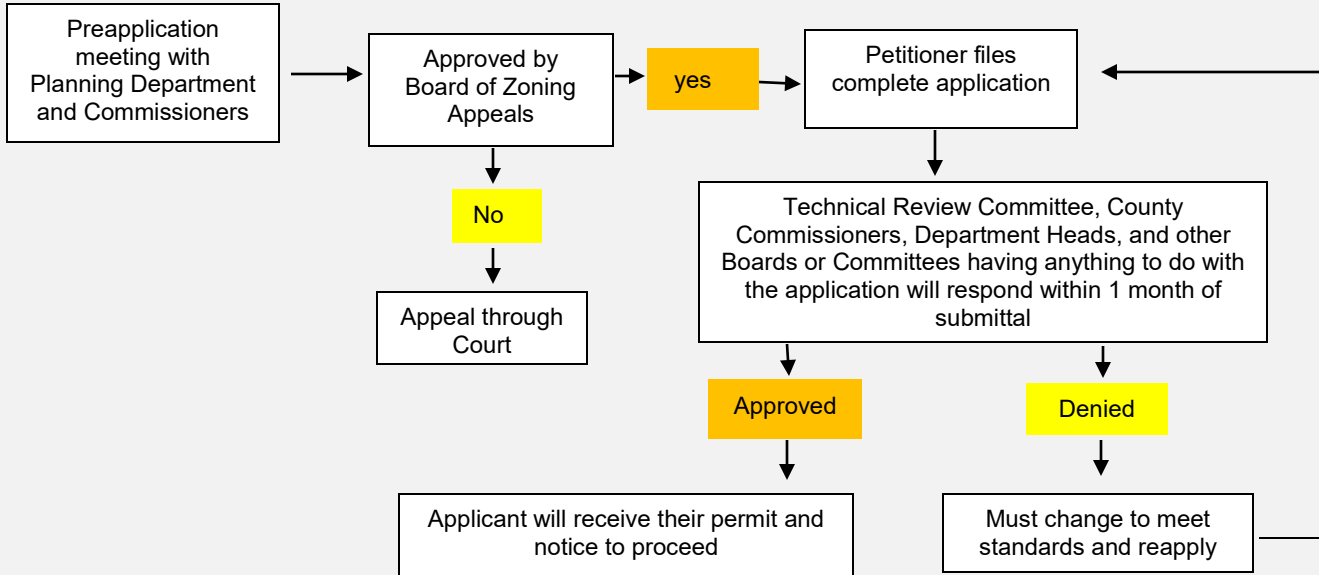 Preapplication
meeting with
Planning Department
and Commissioners
Approved by
Board of Zoning
Appeals
yes
Petitioner files
complete application
No
Appeal through
Court
Technical Review Committee, County
Commissioners, Department Heads, and other
Boards or Committees having anything to do with
the application will respond within 1 month of
submittal
Approved
Denied
Applicant will receive their permit and
notice to proceed
Must change to meet
standards and reapply